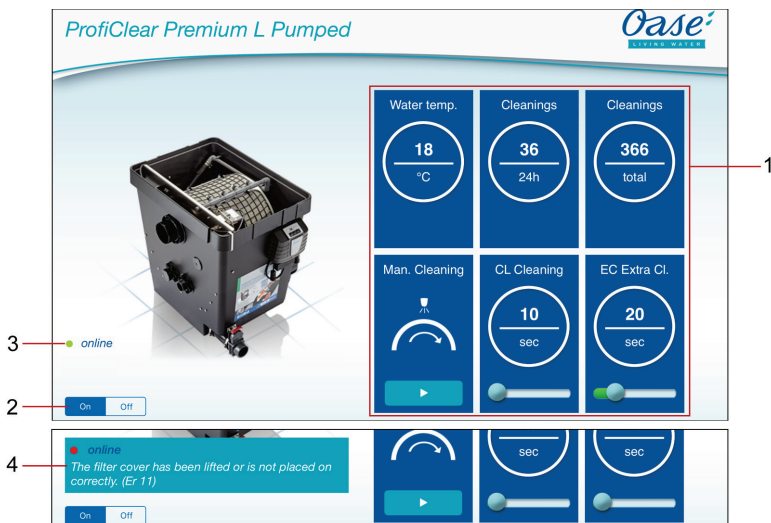 ProfiClear Premium L Pumped
Oase
LIVING WATER
Water temp.
18
°C
Cleanings
36
24h
Cleanings
366
total
1
Man. Cleaning
CL Cleaning
10
sec
EC Extra Cl.
20
sec
3
online
2
On Off
4
online
The filter cover has been lifted or is not placed on
correctly. (Er 11)
sec
sec
On Off